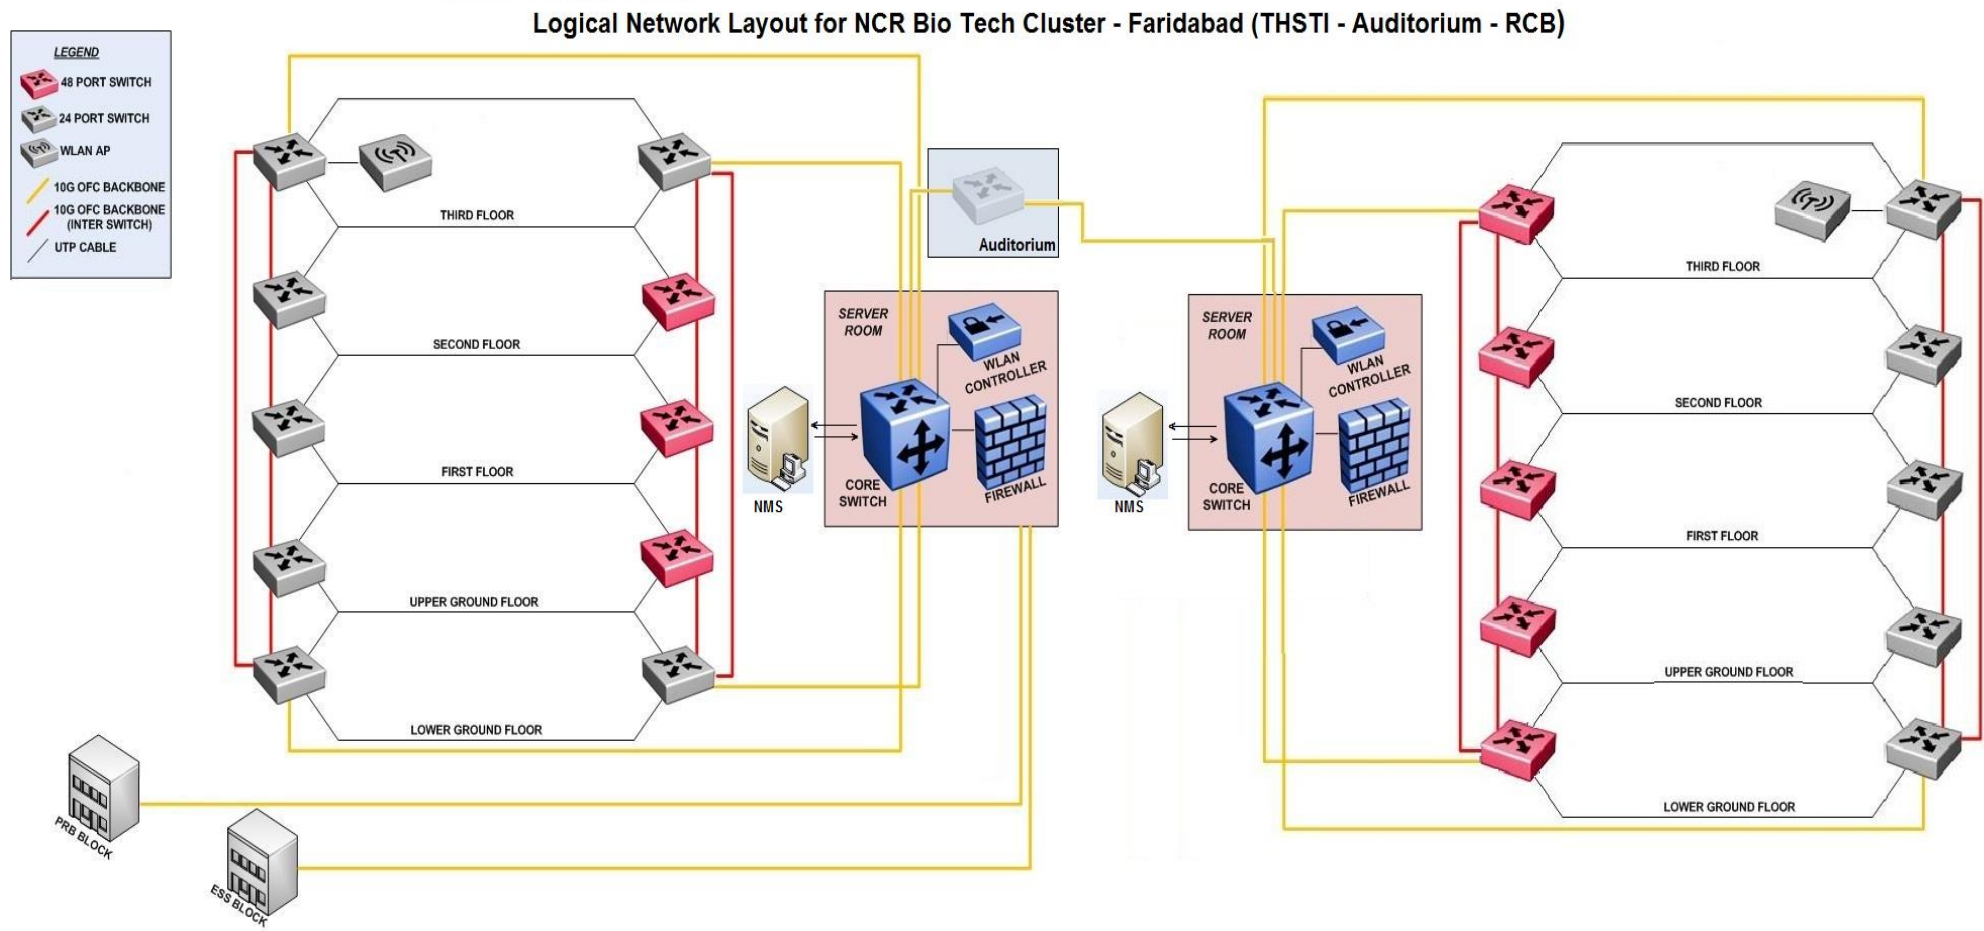 Logical Network Layout for NCR Bio Tech Cluster - Faridabad (THSTI - Auditorium - RCB)
LEGEND
48 PORT SWITCH
24 PORT SWITCH
WLAN AP
10G OFC BACKBONE
10G OFC BACKBONE
(INTER SWITCH)
UTP CABLE
THIRD FLOOR
SECOND FLOOR
FIRST FLOOR
UPPER GROUND FLOOR
LOWER GROUND FLOOR
PRB BLOCK
ESS BLOCK
Auditorium
SERVER
ROOM
WLAN
CONTROLLER
CORE
SWITCH
FIREWALL
NMS
SERVER
ROOM
WLAN
CONTROLLER
CORE
SWITCH
FIREWALL
NMS
THIRD FLOOR
SECOND FLOOR
FIRST FLOOR
UPPER GROUND FLOOR
LOWER GROUND FLOOR